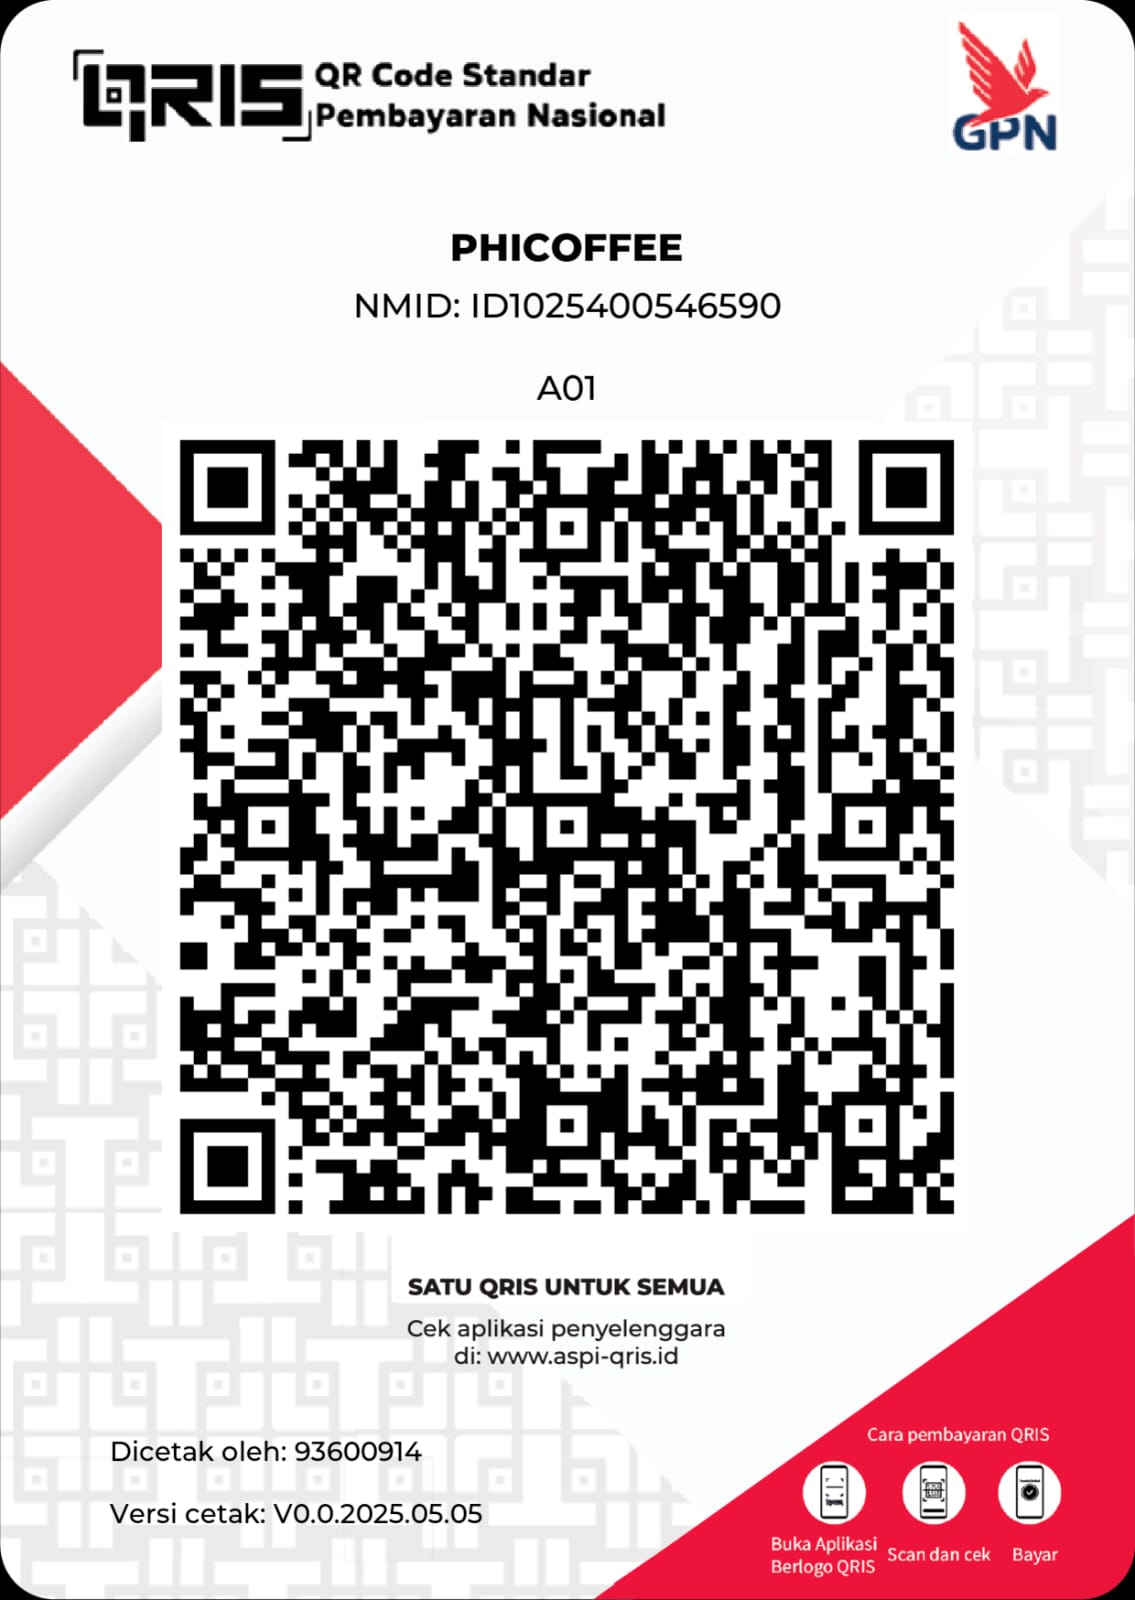 QRIS
QR Code Standar
Pembayaran Nasional
GPN
PHICOFFEE
NMID: ID1025400546590
A01
SATU QRIS UNTUK SEMUA
Cek aplikasi penyelenggara
di: www.aspi-qris.id
Dicetak oleh: 93600914
Versi cetak: V0.0.2025.05.05
Cara pembayaran QRIS
Buka Aplikasi
Berlogo QRIS
Scan dan cek
Bayar